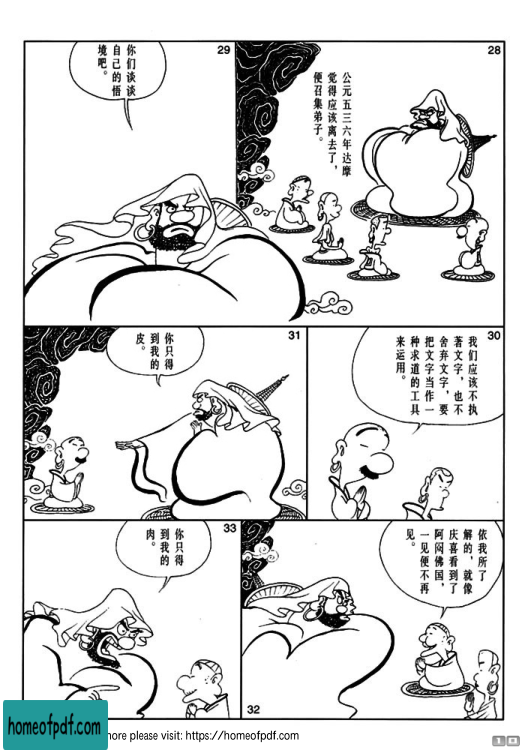 28
公元五三六年达摩
觉得应该离去了，
便召集弟子。
29
你们谈谈
自己的悟
境吧。
30
我们应该不执
著文字，也不
舍弃文字，要
把文字当作一
种求道的工具
来运用。
31
你只得
到我的
皮。
32
依我所了
解的，就像
庆喜看到了
阿闷佛国，
一见便不再
见。
33
你只得
到我的
肉。
homeofpdf.com
more please visit: https://homeofpdf.com
10